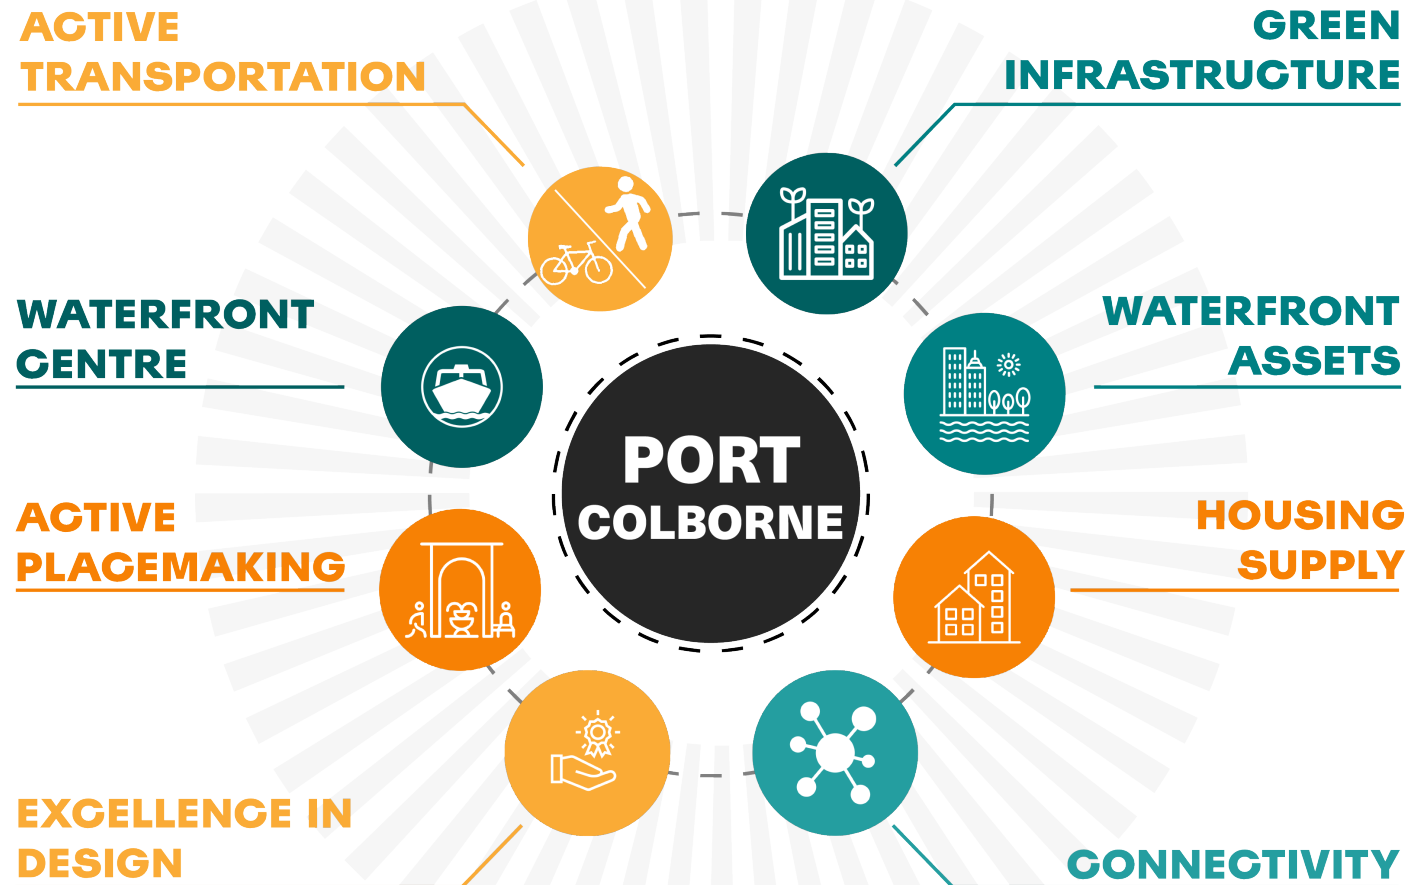 ACTIVE
TRANSPORTATION
GREEN
INFRASTRUCTURE
WATERFRONT
CENTRE
WATERFRONT
ASSETS
PORT
COLBORNE
ACTIVE
PLACEMAKING
HOUSING
SUPPLY
EXCELLENCE IN
DESIGN
CONNECTIVITY